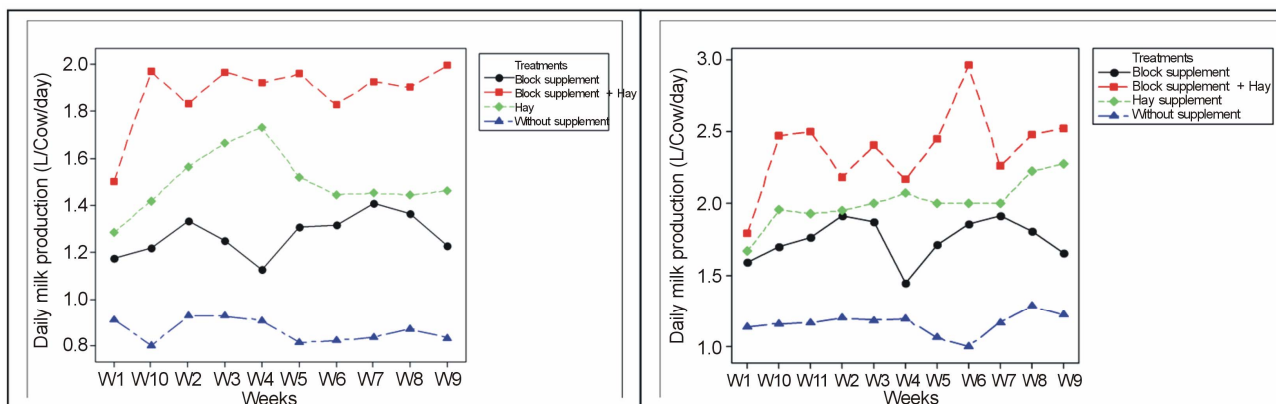 Daily milk production (L/Cow/day)
2.0
1.8
1.6
1.4
1.2
1.0
0.8
W1 W10 W2 W3 W4 W5 W6 W7 W8 W9
Weeks
Treatments
Block supplement
Block supplement + Hay
Hay
Without supplement
Daily milk production (L/Cow/day)
3.0
2.5
2.0
1.5
1.0
W1 W10 W11 W2 W3 W4 W5 W6 W7 W8 W9
Weeks
Treatments
Block supplement
Block supplement + Hay
Hay supplement
Without supplement